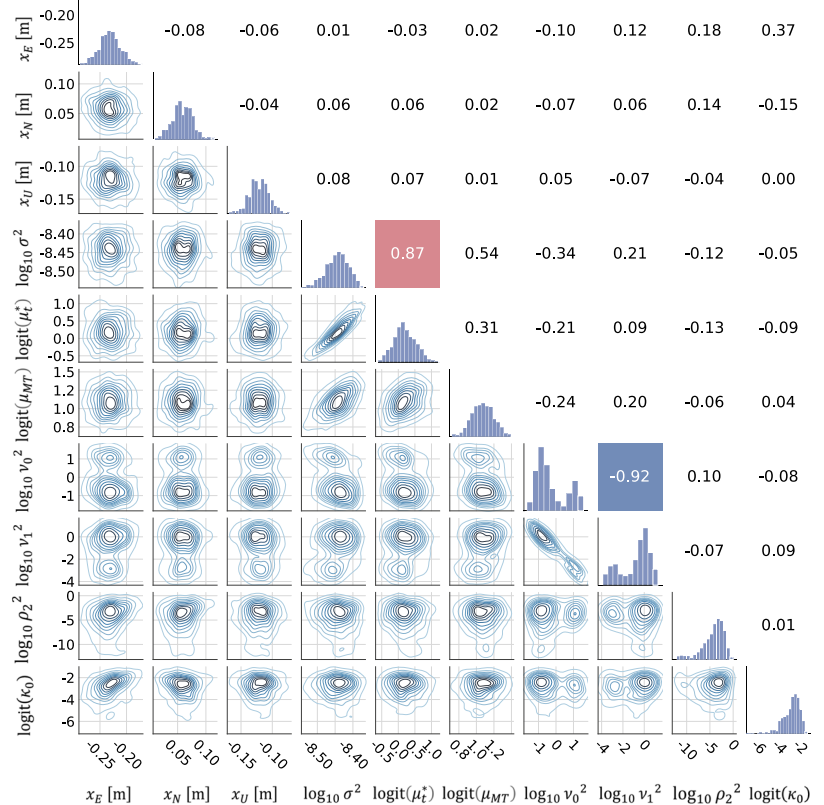 -0.20
-0.25
x_E [m]
-0.08 -0.06 0.01 -0.03 0.02 -0.10 0.12 0.18 0.37
0.10
0.05
x_N [m]
-0.04 0.06 0.06 0.02 -0.07 0.06 0.14 -0.15
-0.10
-0.15
x_U [m]
0.08 0.07 0.01 0.05 -0.07 -0.04 0.00
-8.40
-8.45
-8.50
log₁₀ σ²
0.87 0.54 -0.34 0.21 -0.12 -0.05
1.0
0.5
0.0
-0.5
logit(μ*_t)
0.31 -0.21 0.09 -0.13 -0.09
1.5
1.2
1.0
0.8
logit(μ_MT)
-0.24 0.20 -0.06 0.04
1
0
-1
log₁₀ ν₀²
-0.92 0.10 -0.08
0
-2
-4
log₁₀ ν₁²
-0.07 0.09
0
-5
-10
log₁₀ ρ₂²
0.01
-2
-4
-6
logit(κ₀)
-0.25 -0.20 0.05 0.10 -0.15 -0.10 -8.50 -8.40 -0.5 0.0 0.5 1.0 0.8 1.0 1.2 -1 0 1 -4 -2 0 -10 -5 0 -6 -4 -2
x_E [m] x_N [m] x_U [m] log₁₀ σ² logit(μ*_t) logit(μ_MT) log₁₀ ν₀² log₁₀ ν₁² log₁₀ ρ₂² logit(κ₀)